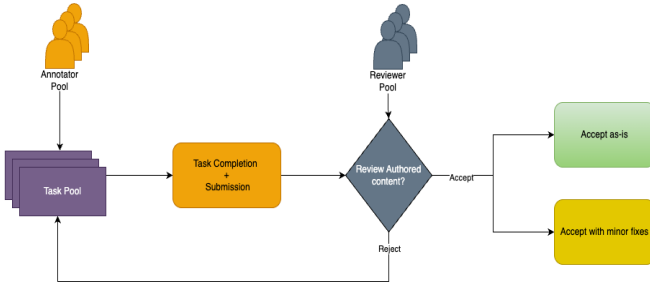 Annotator
Pool
Reviewer
Pool
Task Pool
Task Completion
+
Submission
Review Authored
content?
Accept
Reject
Accept as-is
Accept with minor fixes